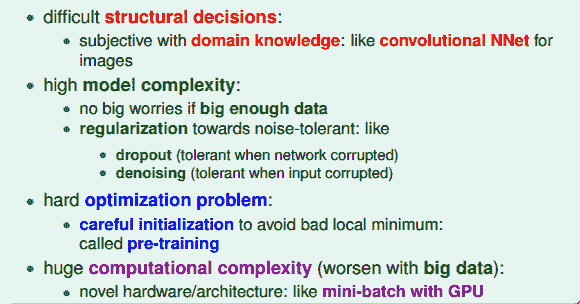 • difficult structural decisions:
• subjective with domain knowledge: like convolutional NNet for
images
• high model complexity:
• no big worries if big enough data
• regularization towards noise-tolerant: like
• dropout (tolerant when network corrupted)
• denoising (tolerant when input corrupted)
• hard optimization problem:
• careful initialization to avoid bad local minimum:
called pre-training
• huge computational complexity (worsen with big data):
• novel hardware/architecture: like mini-batch with GPU